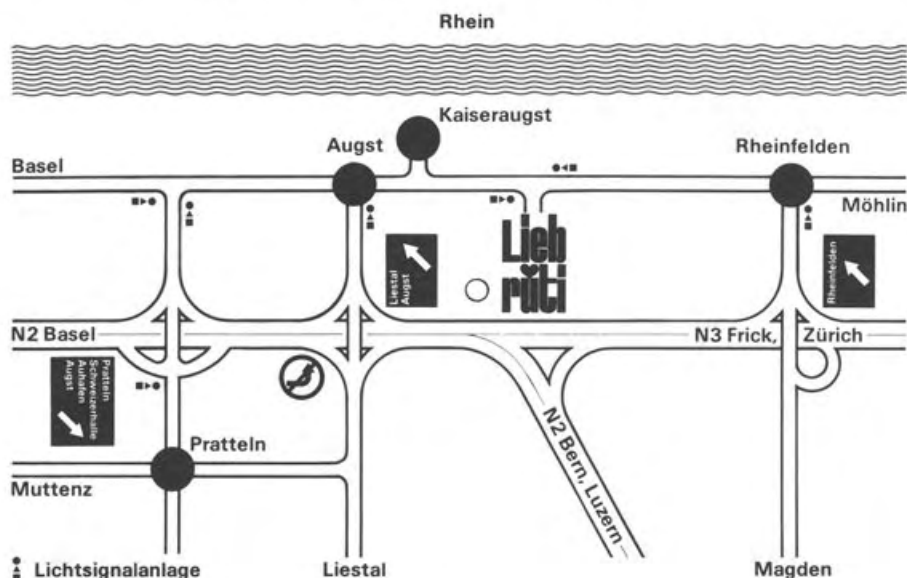 Rhein
Kaiseraugst
Augst
Rheinfelden
Basel
Möhlin
Lieb
rüti
Liestal
Augst
Rheinfelden
N2 Basel
N3 Frick, Zürich
Pratteln
Schweizerhalle
Auhafen
Augst
N2 Bern, Luzern
Pratteln
Muttenz
Lichtsignalanlage
Liestal
Magden